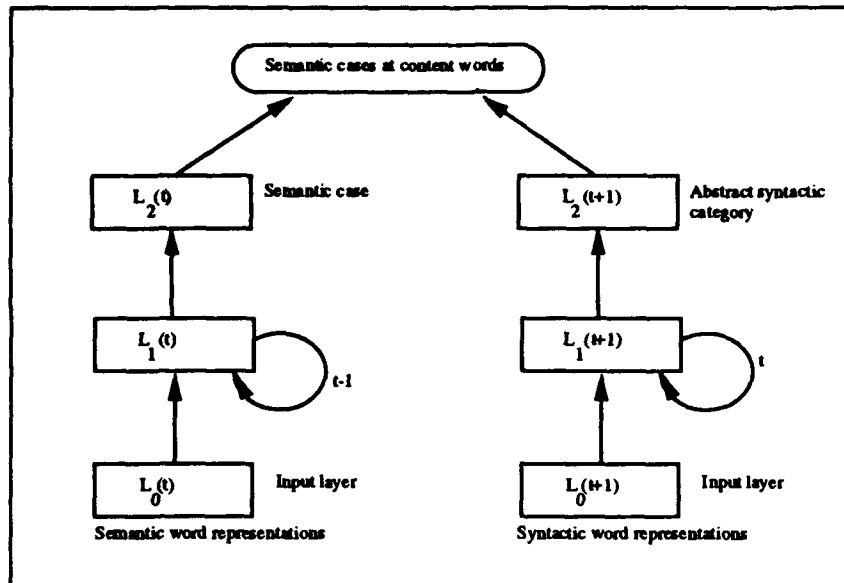 Semantic cases at content words
L₂(t) Semantic case
L₂(t+1) Abstract syntactic
category
L₁(t)
t-1
L₁(t+1)
t
L₀(t) Input layer
Semantic word representations
L₀(t+1) Input layer
Syntactic word representations